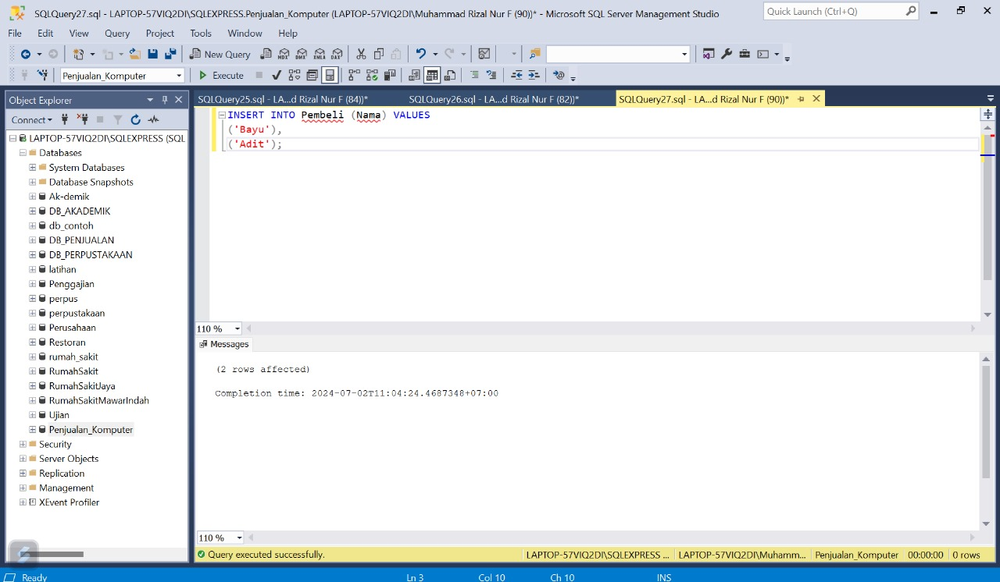 SQLQuery27.sql - LAPTOP-57VIQ2DI\SQLEXPRESS.Penjualan_Komputer (LAPTOP-57VIQ2DI\Muhammad Rizal Nur F (90))* - Microsoft SQL Server Management Studio
Quick Launch (Ctrl+Q)
File Edit View Query Project Tools Window Help
New Query MDX DMX XMLA DAX
Penjualan_Komputer Execute
Object Explorer
SQLQuery25.sql - LA...d Rizal Nur F (84))* SQLQuery26.sql - LA...d Rizal Nur F (82))* SQLQuery27.sql - LA...d Rizal Nur F (90))*
Connect
LAPTOP-57VIQ2DI\SQLEXPRESS (SQL
Databases
System Databases
Database Snapshots
Ak-demik
DB_AKADEMIK
db_contoh
DB_PENJUALAN
DB_PERPUSTAKAAN
latihan
Penggajian
perpus
perpustakaan
Perusahaan
Restoran
rumah_sakit
RumahSakit
RumahSakitJaya
RumahSakitMawarIndah
Ujian
Penjualan_Komputer
Security
Server Objects
Replication
Management
XEvent Profiler
INSERT INTO Pembeli (Nama) VALUES
('Bayu'),
('Adit');
110 %
Messages
(2 rows affected)
Completion time: 2024-07-02T11:04:24.4687348+07:00
110 %
Query executed successfully. LAPTOP-57VIQ2DI\SQLEXPRESS ... LAPTOP-57VIQ2DI\Muhamm... Penjualan_Komputer 00:00:00 0 rows
Ready Ln 3 Col 10 Ch 10 INS